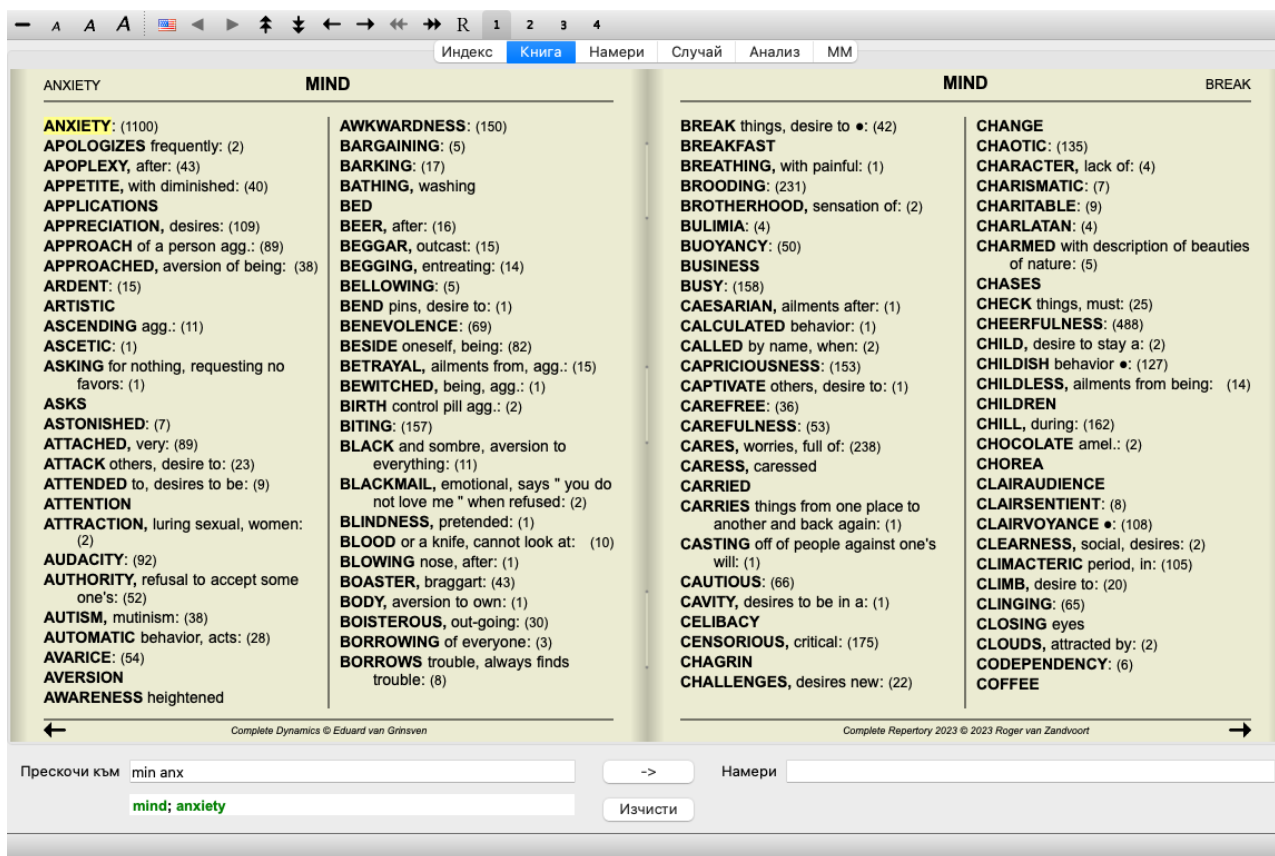 A A A R 1 2 3 4
Индекс Книга Намери Случай Анализ ММ
ANXIETY MIND
ANXIETY: (1100)
APOLOGIZES frequently: (2)
APOPLEXY, after: (43)
APPETITE, with diminished: (40)
APPLICATIONS
APPRECIATION, desires: (109)
APPROACH of a person agg.: (89)
APPROACHED, aversion of being: (38)
ARDENT: (15)
ARTISTIC
ASCENDING agg.: (11)
ASCETIC: (1)
ASKING for nothing, requesting no
favors: (1)
ASKS
ASTONISHED: (7)
ATTACHED, very: (89)
ATTACK others, desire to: (23)
ATTENDED to, desires to be: (9)
ATTENTION
ATTRACTION, luring sexual, women:
(2)
AUDACITY: (92)
AUTHORITY, refusal to accept some
one's: (52)
AUTISM, mutinism: (38)
AUTOMATIC behavior, acts: (28)
AVARICE: (54)
AVERSION
AWARENESS heightened
AWKWARDNESS: (150)
BARGAINING: (5)
BARKING: (17)
BATHING, washing
BED
BEER, after: (16)
BEGGAR, outcast: (15)
BEGGING, entreating: (14)
BELLOWING: (5)
BEND pins, desire to: (1)
BENEVOLENCE: (69)
BESIDE oneself, being: (82)
BETRAYAL, ailments from, agg.: (15)
BEWITCHED, being, agg.: (1)
BIRTH control pill agg.: (2)
BITING: (157)
BLACK and sombre, aversion to
everything: (11)
BLACKMAIL, emotional, says " you do
not love me " when refused: (2)
BLINDNESS, pretended: (1)
BLOOD or a knife, cannot look at: (10)
BLOWING nose, after: (1)
BOASTER, braggart: (43)
BODY, aversion to own: (1)
BOISTEROUS, out-going: (30)
BORROWING of everyone: (3)
BORROWS trouble, always finds
trouble: (8)
Complete Dynamics © Eduard van Grinsven
MIND BREAK
BREAK things, desire to ●: (42)
BREAKFAST
BREATHING, with painful: (1)
BROODING: (231)
BROTHERHOOD, sensation of: (2)
BULIMIA: (4)
BUOYANCY: (50)
BUSINESS
BUSY: (158)
CAESARIAN, ailments after: (1)
CALCULATED behavior: (1)
CALLED by name, when: (2)
CAPRICIOUSNESS: (153)
CAPTIVATE others, desire to: (1)
CAREFREE: (36)
CAREFULNESS: (53)
CARES, worries, full of: (238)
CARESS, caressed
CARRIED
CARRIES things from one place to
another and back again: (1)
CASTING off of people against one's
will: (1)
CAUTIOUS: (66)
CAVITY, desires to be in a: (1)
CELIBACY
CENSORIOUS, critical: (175)
CHAGRIN
CHALLENGES, desires new: (22)
CHANGE
CHAOTIC: (135)
CHARACTER, lack of: (4)
CHARISMATIC: (7)
CHARITABLE: (9)
CHARLATAN: (4)
CHARMED with description of beauties
of nature: (5)
CHASES
CHECK things, must: (25)
CHEERFULNESS: (488)
CHILD, desire to stay a: (2)
CHILDISH behavior ●: (127)
CHILDLESS, ailments from being: (14)
CHILDREN
CHILL, during: (162)
CHOCOLATE amel.: (2)
CHOREA
CLAIRAUDIENCE
CLAIRSENTIENT: (8)
CLAIRVOYANCE ●: (108)
CLEARNESS, social, desires: (2)
CLIMACTERIC period, in: (105)
CLIMB, desire to: (20)
CLINGING: (65)
CLOSING eyes
CLOUDS, attracted by: (2)
CODEPENDENCY: (6)
COFFEE
Complete Repertory 2023 © 2023 Roger van Zandvoort
Прескочи към min anx -> Намери
mind; anxiety Изчисти